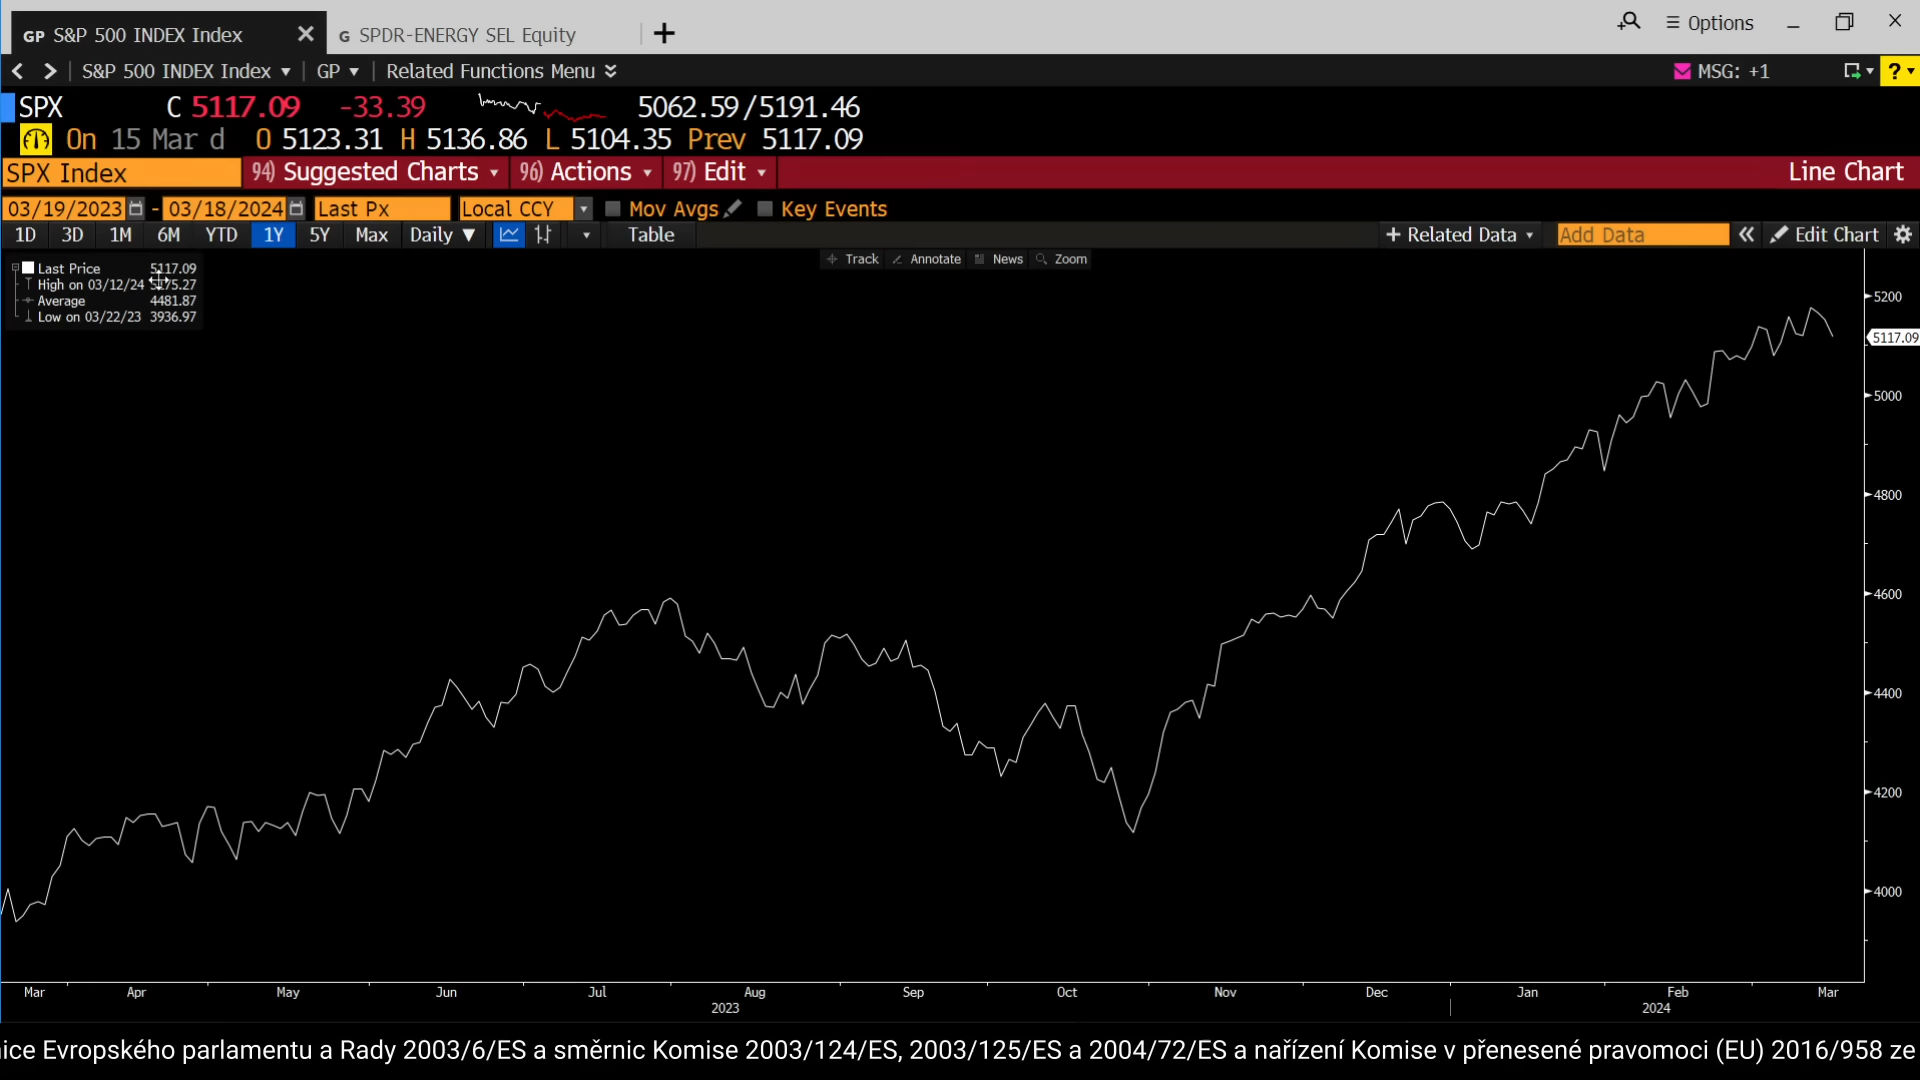 GP S&P 500 INDEX Index
G SPDR-ENERGY SEL Equity
Options
S&P 500 INDEX Index
GP
Related Functions Menu
MSG: +1
?
SPX C 5117.09 -33.39 5062.59/5191.46
On 15 Mar d O 5123.31 H 5136.86 L 5104.35 Prev 5117.09
SPX Index 94) Suggested Charts 96) Actions 97) Edit Line Chart
03/19/2023 - 03/18/2024 Last Px Local CCY Mov Avgs Key Events
1D 3D 1M 6M YTD 1Y 5Y Max Daily Table + Related Data Add Data Edit Chart
Track Annotate News Zoom
Last Price 5117.09
High on 03/12/24 5175.27
Average 4481.87
Low on 03/22/23 3936.97
5200
5117.09
5000
4800
4600
4400
4200
4000
Mar Apr May Jun Jul Aug Sep Oct Nov Dec Jan Feb Mar
2023 2024
Evropského parlamentu a Rady 2003/6/ES a směrnic Komise 2003/124/ES, 2003/125/ES a 2004/72/ES a nařízení Komise v přenesené pravomoci (EU) 2016/958 ze